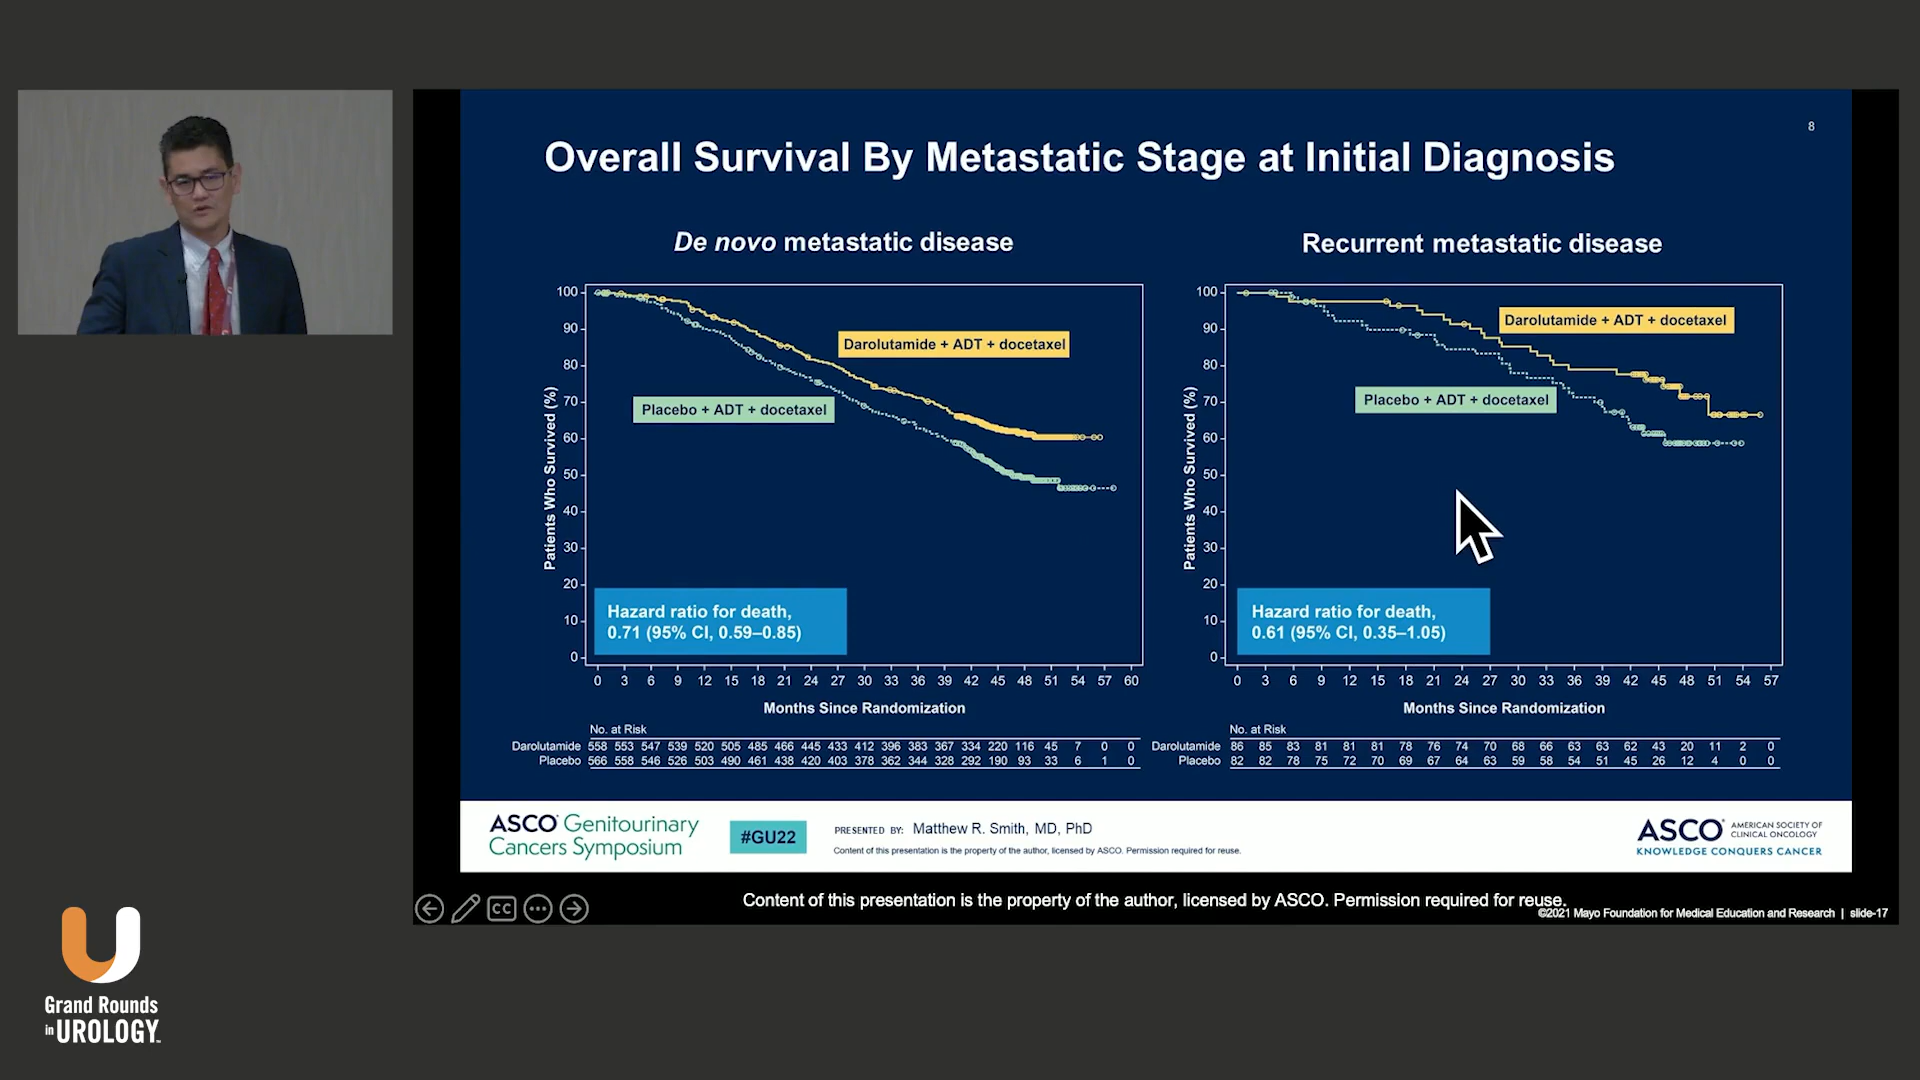 8
Overall Survival By Metastatic Stage at Initial Diagnosis
De novo metastatic disease
Patients Who Survived (%)
100
90
80
70
60
50
40
30
20
10
0
Darolutamide + ADT + docetaxel
Placebo + ADT + docetaxel
Hazard ratio for death,
0.71 (95% CI, 0.59–0.85)
0 3 6 9 12 15 18 21 24 27 30 33 36 39 42 45 48 51 54 57 60
Months Since Randomization
No. at Risk
Darolutamide 558 553 547 539 520 505 485 466 445 433 412 396 383 367 334 220 116 45 7 0 0
Placebo 566 558 546 526 503 490 461 438 420 403 378 362 344 328 292 190 93 33 6 1 0
Recurrent metastatic disease
Patients Who Survived (%)
100
90
80
70
60
50
40
30
20
10
0
Darolutamide + ADT + docetaxel
Placebo + ADT + docetaxel
Hazard ratio for death,
0.61 (95% CI, 0.35–1.05)
0 3 6 9 12 15 18 21 24 27 30 33 36 39 42 45 48 51 54 57
Months Since Randomization
No. at Risk
Darolutamide 86 85 83 81 81 81 78 76 74 70 68 66 63 63 62 43 20 11 2 0
Placebo 82 82 78 75 72 70 69 67 64 63 59 58 54 51 45 26 12 4 0 0
ASCO Genitourinary
Cancers Symposium
#GU22
PRESENTED BY: Matthew R. Smith, MD, PhD
Content of this presentation is the property of the author, licensed by ASCO. Permission required for reuse.
ASCO AMERICAN SOCIETY OF
CLINICAL ONCOLOGY
KNOWLEDGE CONQUERS CANCER
CC
Content of this presentation is the property of the author, licensed by ASCO. Permission required for reuse.
©2021 Mayo Foundation for Medical Education and Research | slide-17
Grand Rounds
in UROLOGY™